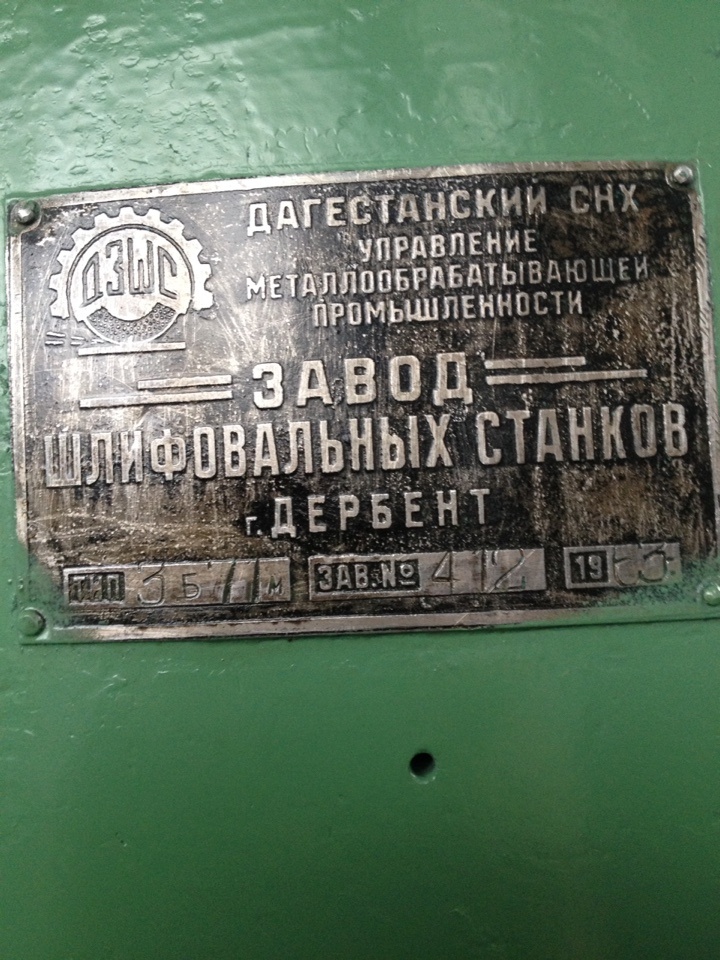 ДЗШС
ДАГЕСТАНСКИЙ СНХ
УПРАВЛЕНИЕ
МЕТАЛЛООБРАБАТЫВАЮЩЕЙ
ПРОМЫШЛЕННОСТИ
ЗАВОД
ШЛИФОВАЛЬНЫХ СТАНКОВ
г. ДЕРБЕНТ
ТИП 3Б71М ЗАВ.№ 412 19